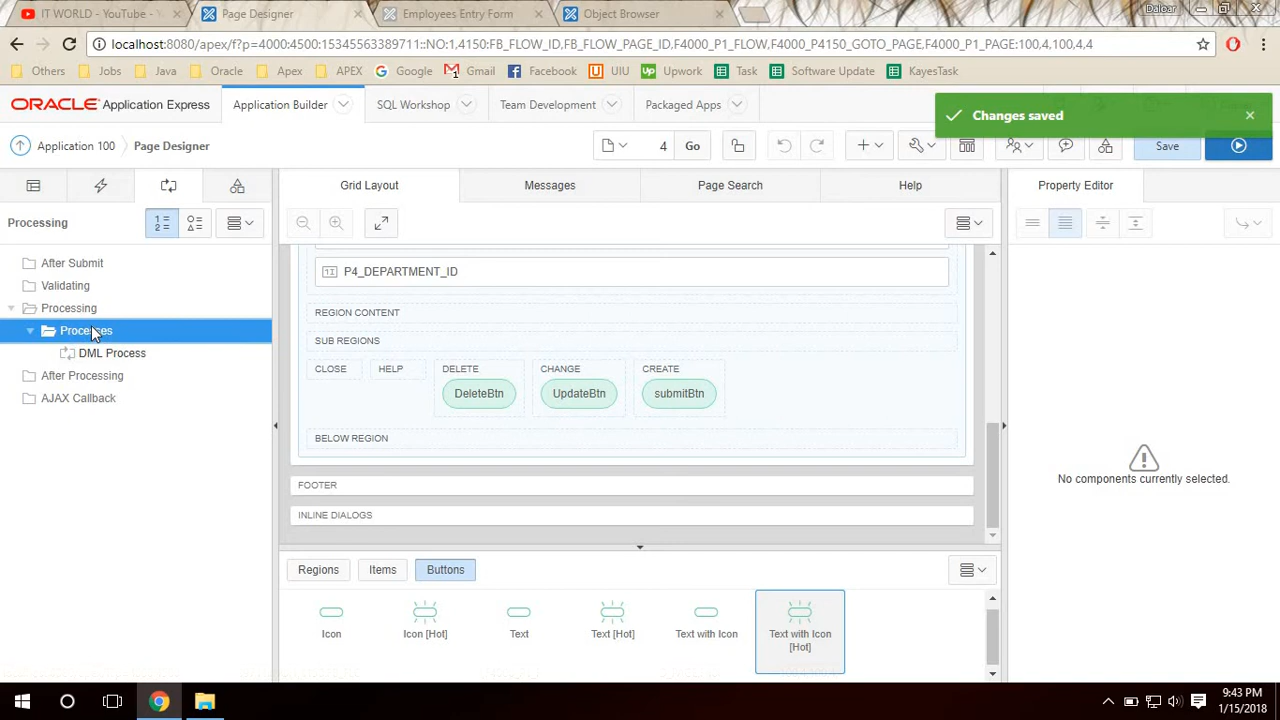 IT WORLD - YouTube -
Page Designer
Employees Entry Form
Object Browser
Daloar
localhost:8080/apex/f?p=4000:4500:15345563389711::NO:1,4150:FB_FLOW_ID,FB_FLOW_PAGE_ID,F4000_P1_FLOW,F4000_P4150_GOTO_PAGE,F4000_P1_PAGE:100,4,100,4,4
Others
Jobs
Java
Oracle
Apex
APEX
Google
Gmail
Facebook
UIU
Upwork
Task
Software Update
KayesTask
ORACLE Application Express
Application Builder
SQL Workshop
Team Development
Packaged Apps
Changes saved
Application 100
Page Designer
4
Go
Save
Grid Layout
Messages
Page Search
Help
Property Editor
Processing
After Submit
Validating
Processing
Processes
DML Process
After Processing
AJAX Callback
P4_DEPARTMENT_ID
REGION CONTENT
SUB REGIONS
CLOSE
HELP
DELETE
CHANGE
CREATE
DeleteBtn
UpdateBtn
submitBtn
BELOW REGION
FOOTER
INLINE DIALOGS
No components currently selected.
Regions
Items
Buttons
Icon
Icon [Hot]
Text
Text [Hot]
Text with Icon
Text with Icon
[Hot]
9:43 PM
1/15/2018